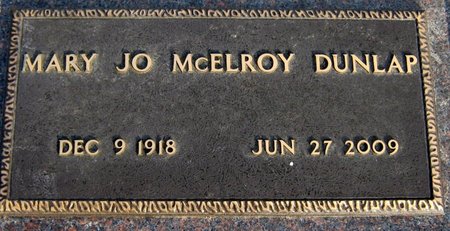 MARY JO McELROY DUNLAP
DEC 9 1918 JUN 27 2009